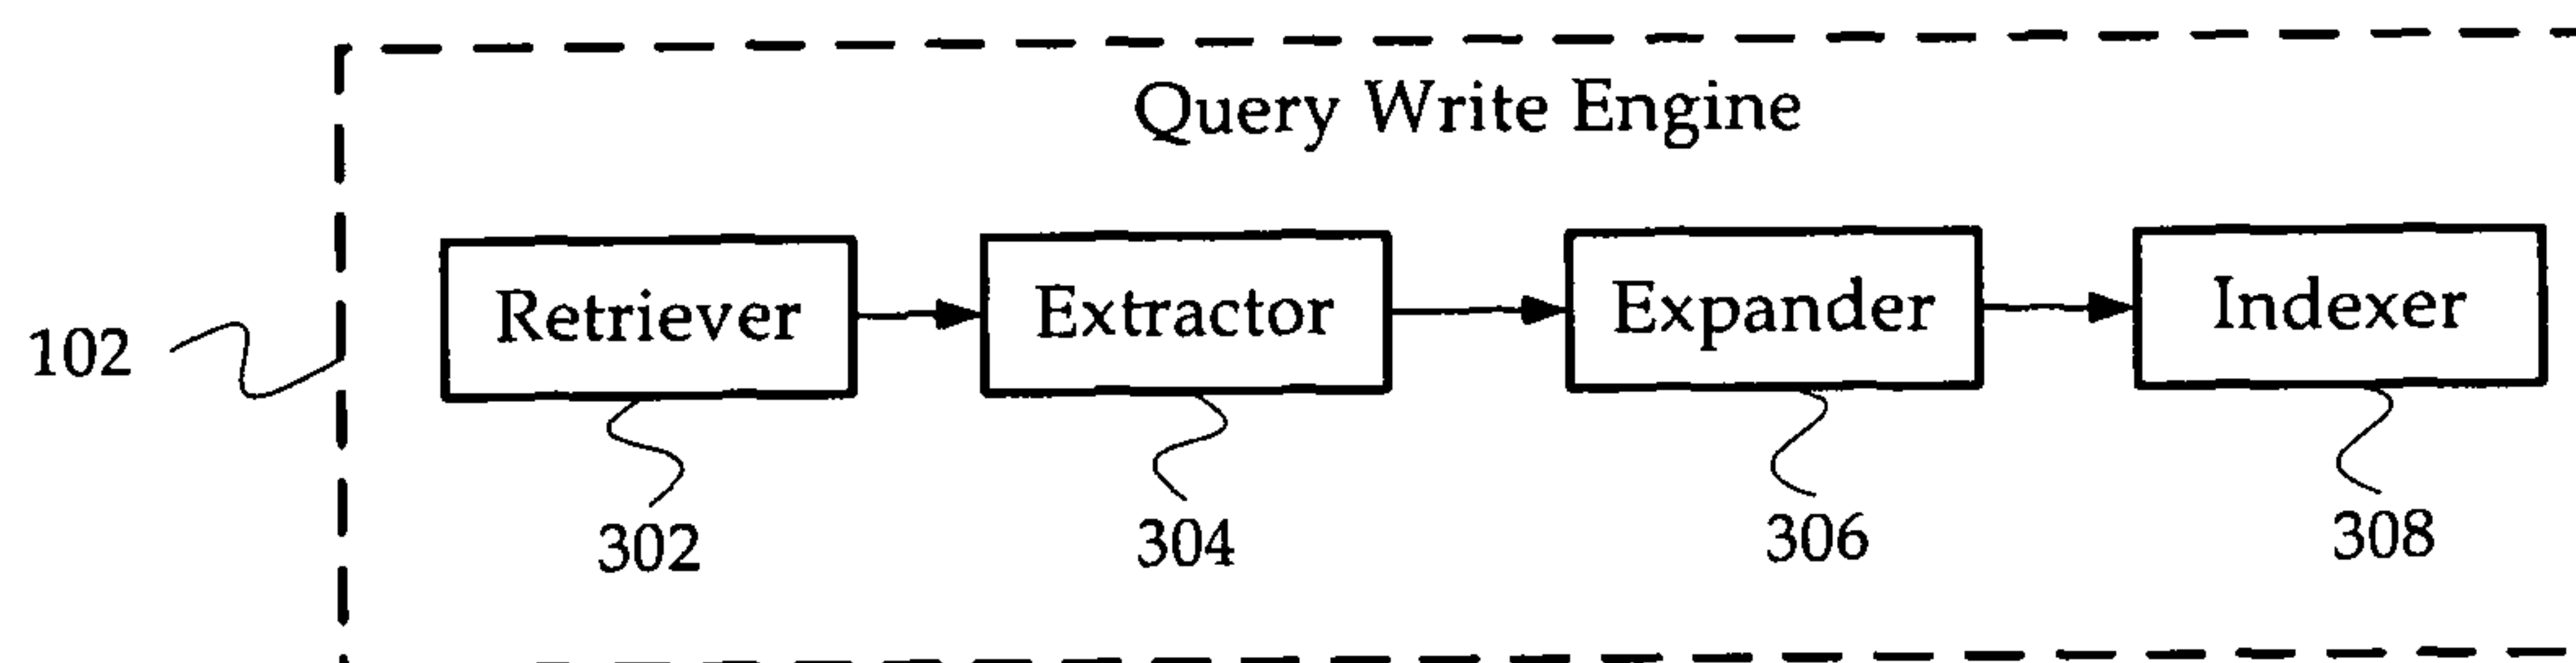 Query Write Engine
Retriever
Extractor
Expander
Indexer
102
302
304
306
308